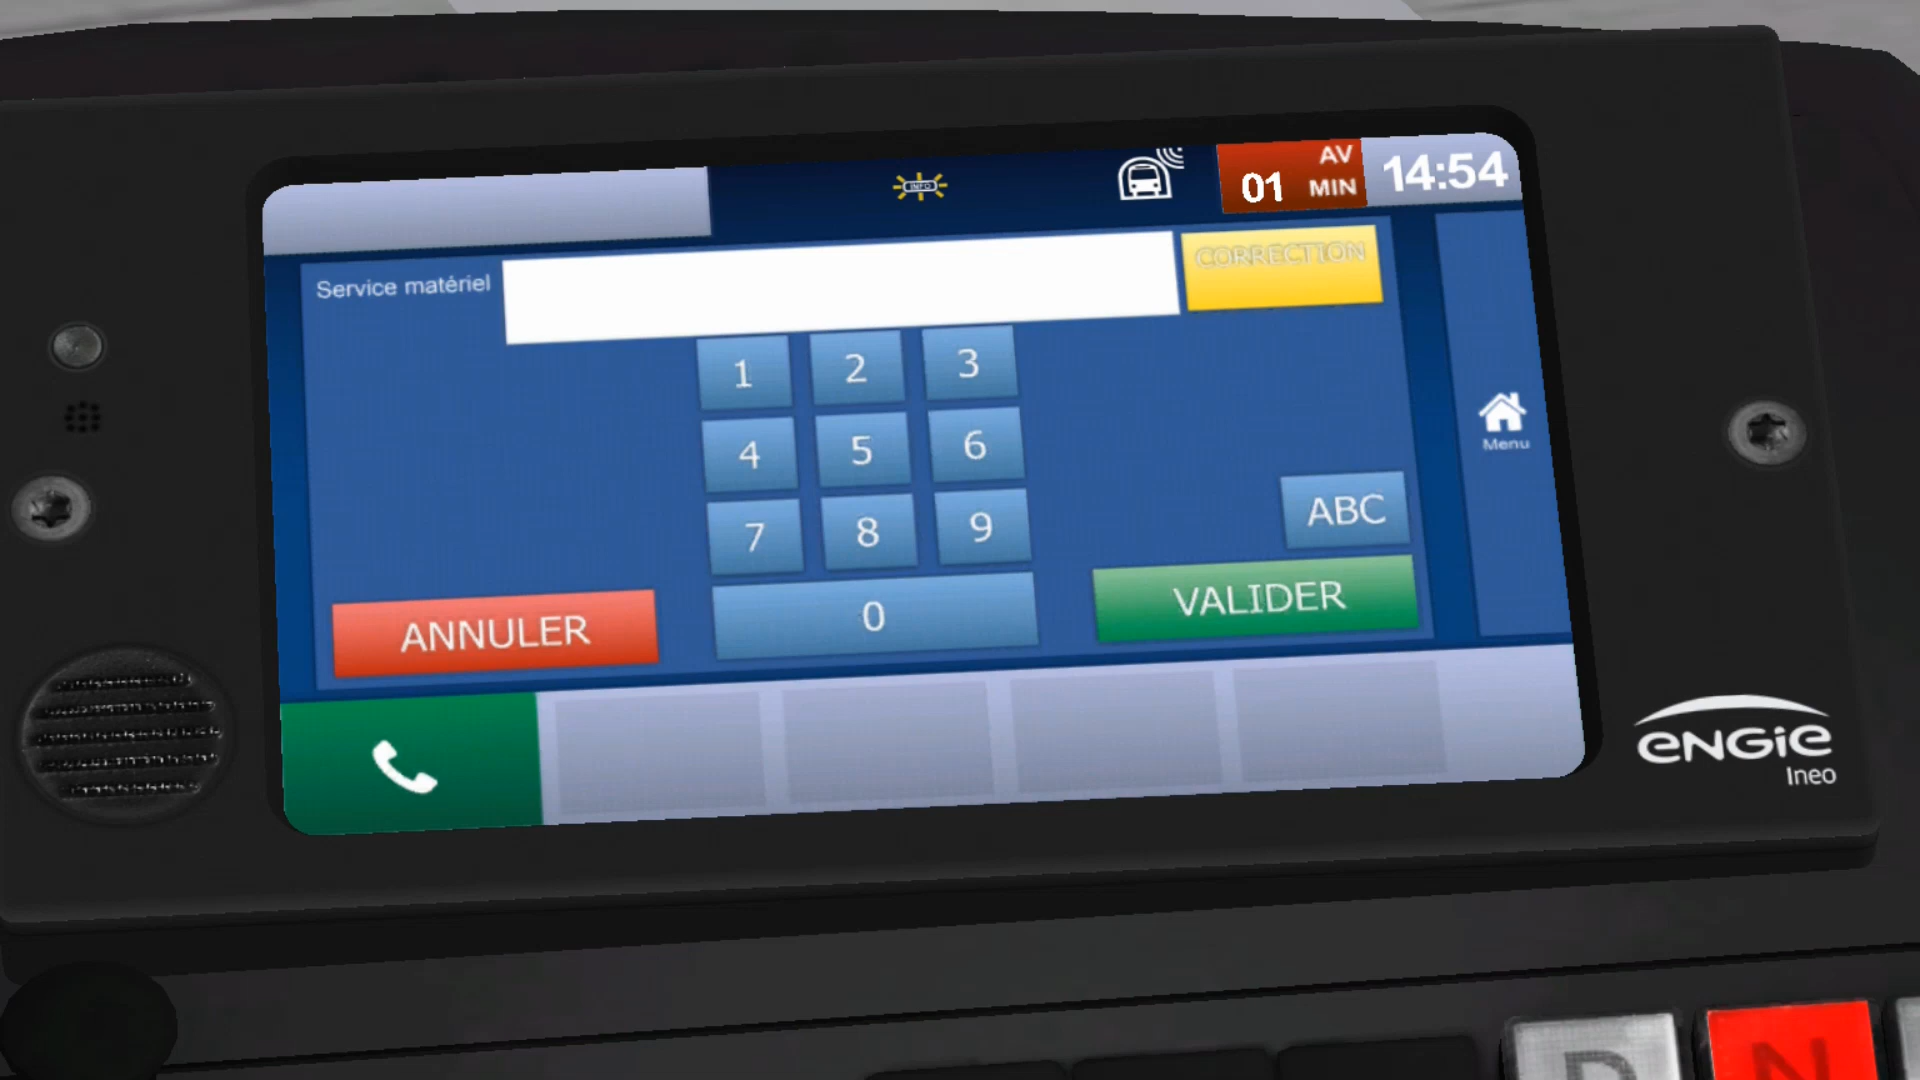 INFO
AV
01 MIN
14:54
Service matériel
CORRECTION
1 2 3
4 5 6
7 8 9
0
ABC
ANNULER
VALIDER
Menu
ENGIE
Ineo
D N